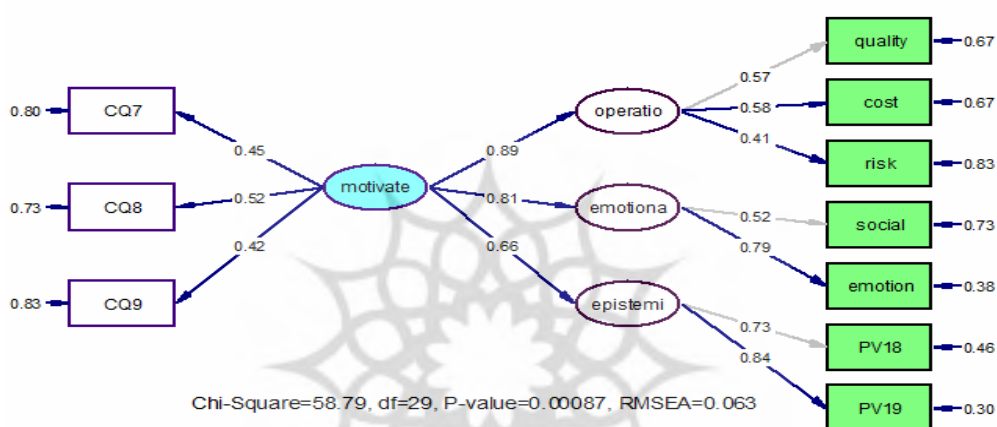 quality
0.67
0.57
CQ7
0.80
operatio
0.58
cost
0.67
0.45
0.89
0.41
risk
0.83
motivate
CQ8
0.73
0.52
0.81
emotiona
0.52
social
0.73
0.42
0.66
0.79
emotion
0.38
CQ9
0.83
epistemi
0.73
PV18
0.46
0.84
Chi-Square=58.79, df=29, P-value=0.00087, RMSEA=0.063
PV19
0.30